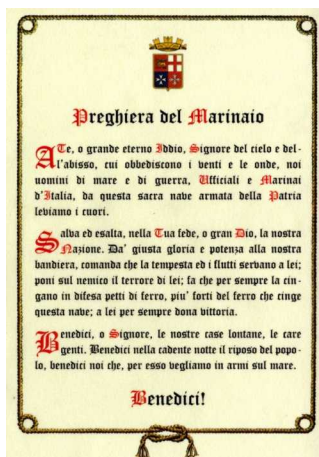 Preghiera del Marinaio
A Te, o grande eterno Iddio, Signore del cielo e del-
l'abisso, cui obbediscono i venti e le onde, noi
uomini di mare e di guerra, Ufficiali e Marinai
d'Italia, da questa sacra nave armata della Patria
leviamo i cuori.
Salva ed esalta, nella Tua fede, o gran Dio, la nostra
Nazione. Da' giusta gloria e potenza alla nostra
bandiera, comanda che la tempesta ed i flutti servano a lei;
poni sul nemico il terrore di lei; fa che per sempre la cin-
gano in difesa petti di ferro, piu' forti del ferro che cinge
questa nave; a lei per sempre dona vittoria.
Benedici, o Signore, le nostre case lontane, le care
genti. Benedici nella cadente notte il riposo del popo-
lo, benedici noi che, per esso vegliamo in armi sul mare.
Benedici!